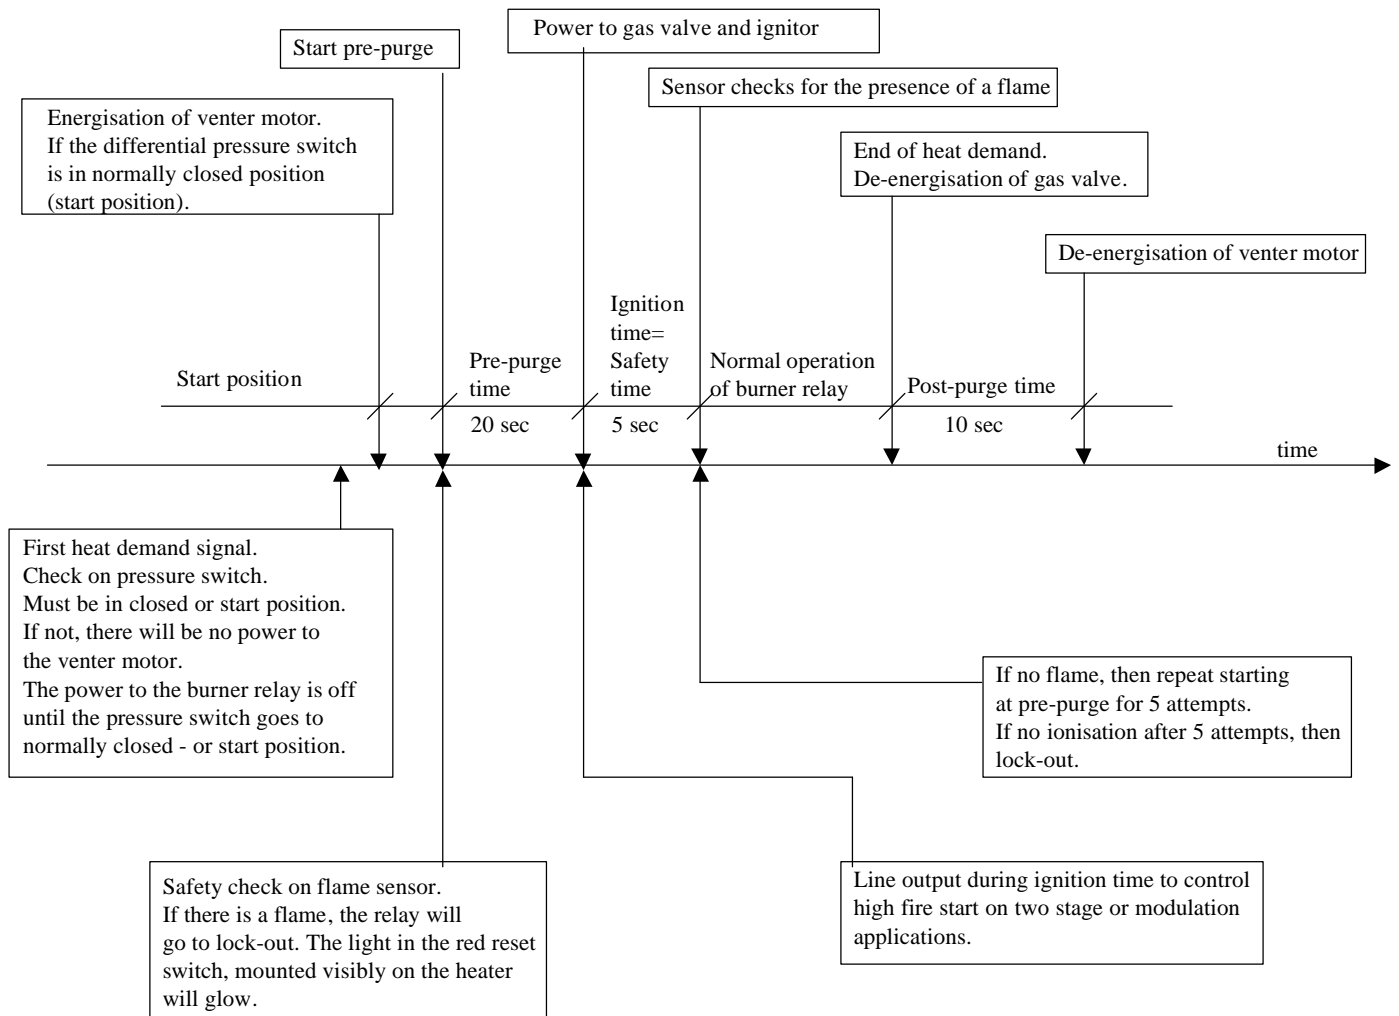 Power to gas valve and ignitor
Start pre-purge
Sensor checks for the presence of a flame
Energisation of venter motor.
If the differential pressure switch
is in normally closed position
(start position).
End of heat demand.
De-energisation of gas valve.
De-energisation of venter motor
Start position
Pre-purge
time
20 sec
Ignition
time=
Safety
time
5 sec
Normal operation
of burner relay
Post-purge time
10 sec
time
First heat demand signal.
Check on pressure switch.
Must be in closed or start position.
If not, there will be no power to
the venter motor.
The power to the burner relay is off
until the pressure switch goes to
normally closed - or start position.
If no flame, then repeat starting
at pre-purge for 5 attempts.
If no ionisation after 5 attempts, then
lock-out.
Safety check on flame sensor.
If there is a flame, the relay will
go to lock-out. The light in the red reset
switch, mounted visibly on the heater
will glow.
Line output during ignition time to control
high fire start on two stage or modulation
applications.